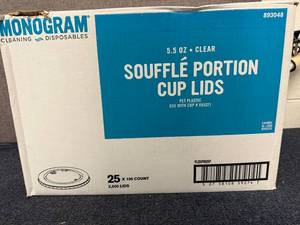 MONOGRAM
CLEANING DISPOSABLES
893048
5.5 OZ • CLEAR
SOUFFLÉ PORTION
CUP LIDS
PET PLASTIC
25 X 100 COUNT
2,500 LIDS